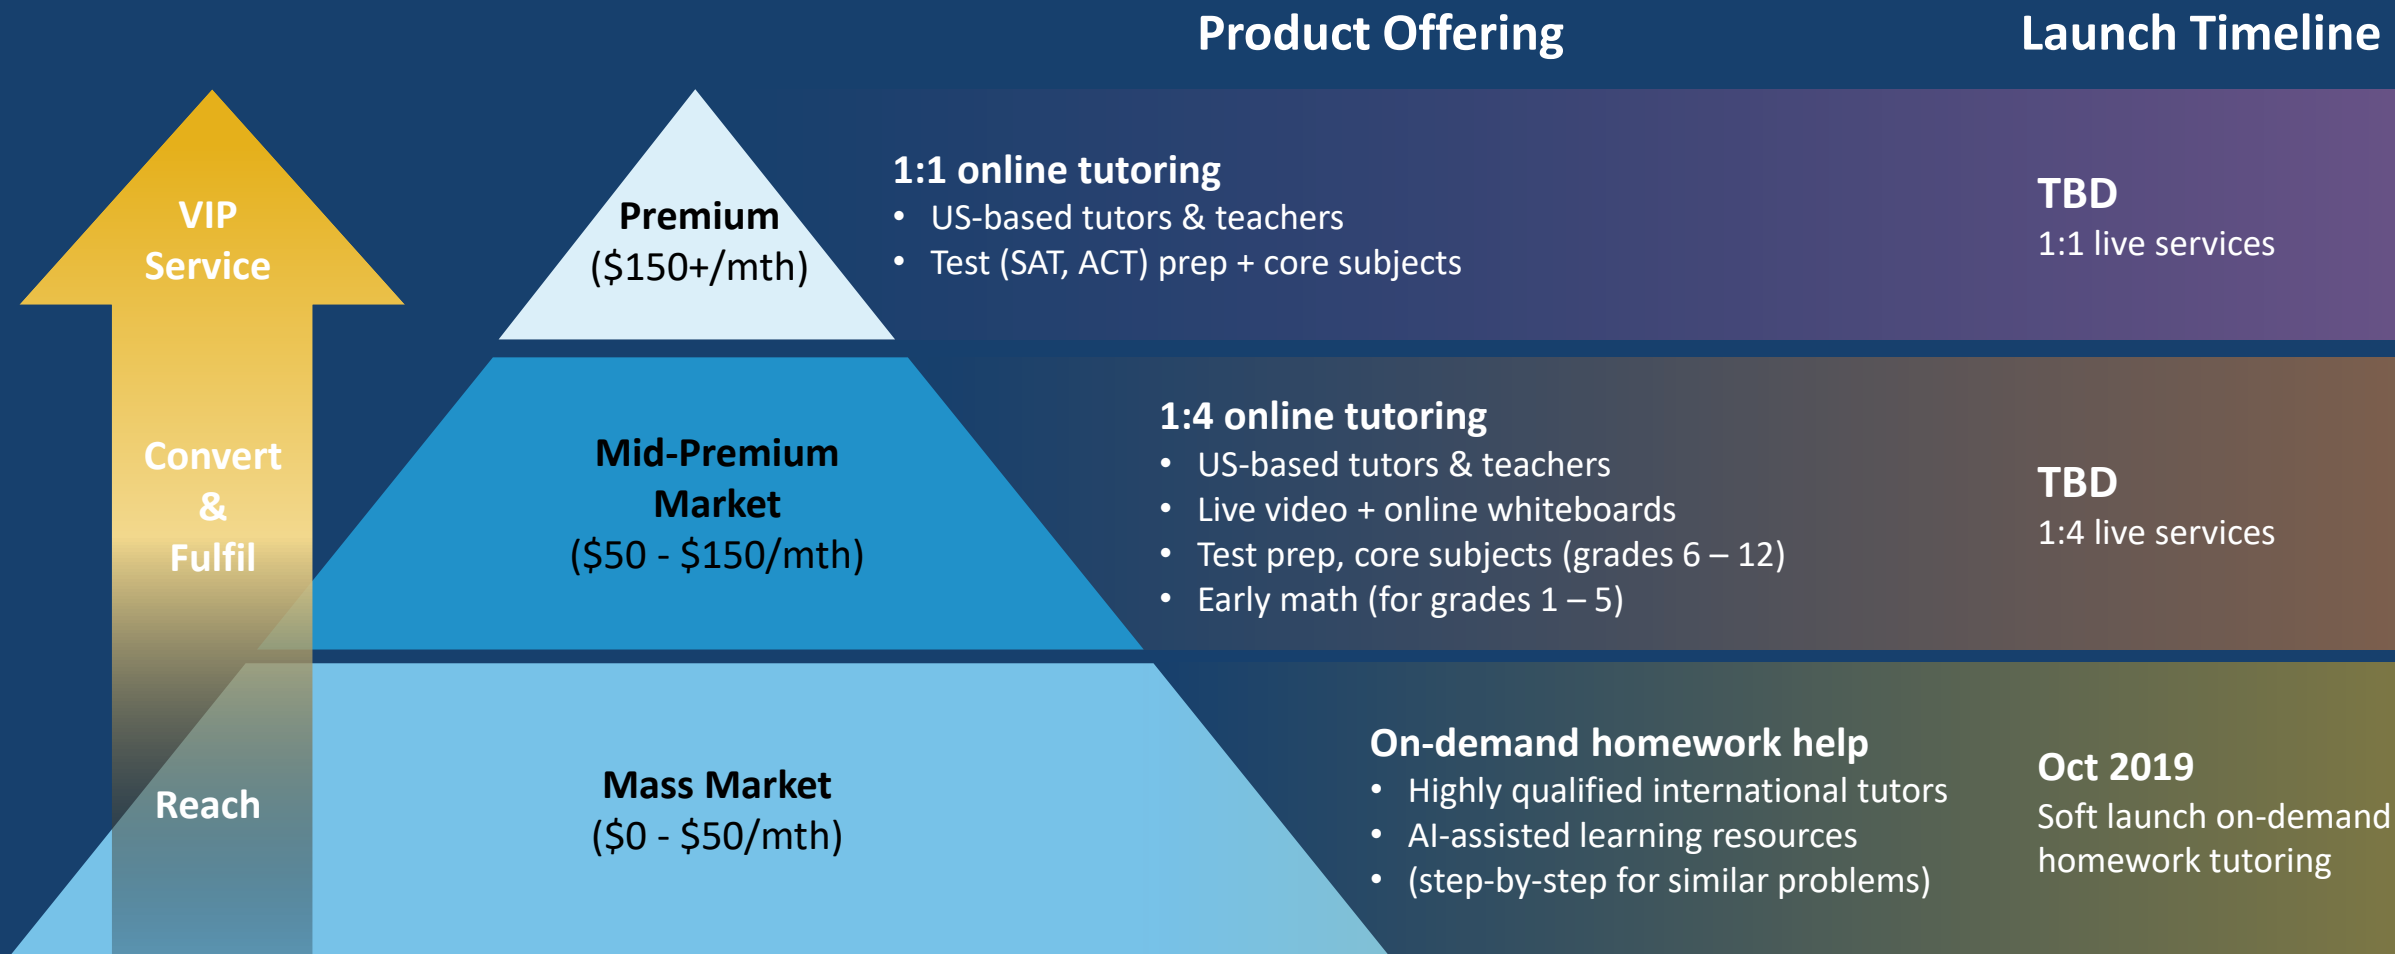 Product Offering
Launch Timeline
VIP
Service
Premium
($150+/mth)
1:1 online tutoring
• US-based tutors & teachers
• Test (SAT, ACT) prep + core subjects
TBD
1:1 live services
Convert
&
Fulfil
Mid-Premium
Market
($50 - $150/mth)
1:4 online tutoring
• US-based tutors & teachers
• Live video + online whiteboards
• Test prep, core subjects (grades 6 – 12)
• Early math (for grades 1 – 5)
TBD
1:4 live services
Reach
Mass Market
($0 - $50/mth)
On-demand homework help
• Highly qualified international tutors
• AI-assisted learning resources
• (step-by-step for similar problems)
Oct 2019
Soft launch on-demand
homework tutoring